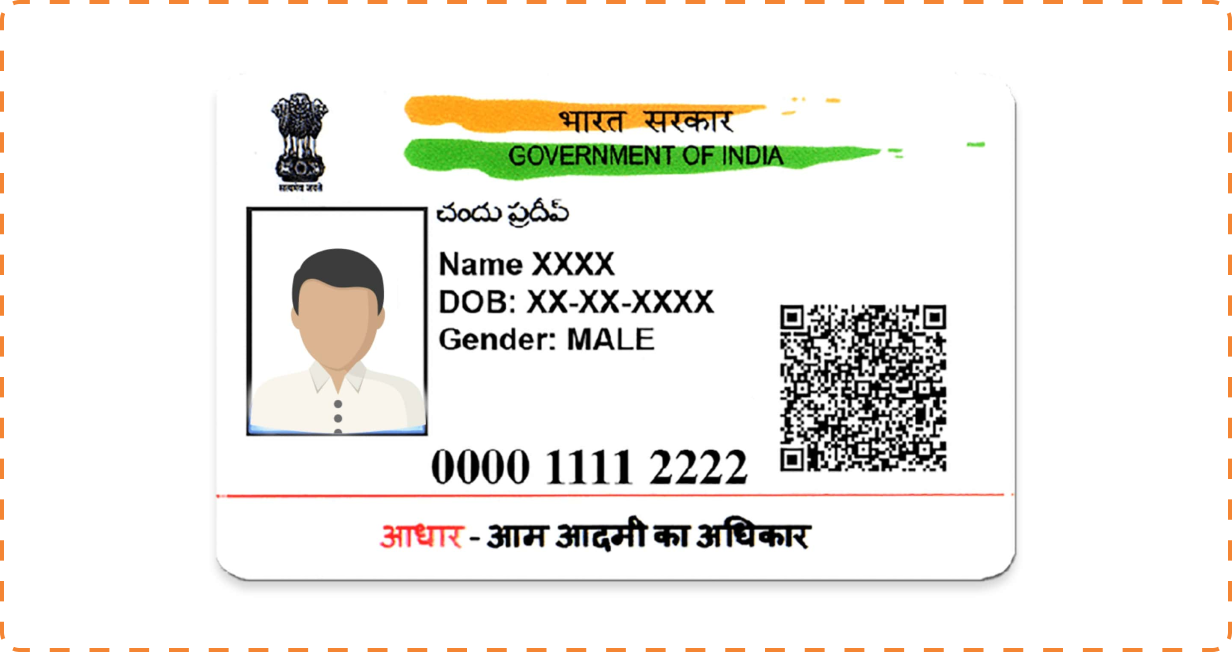 भारत सरकार
GOVERNMENT OF INDIA
सत्यमेव जयते
చందు ప్రదీప్
Name XXXX
DOB: XX-XX-XXXX
Gender: MALE
0000 1111 2222
आधार - आम आदमी का अधिकार